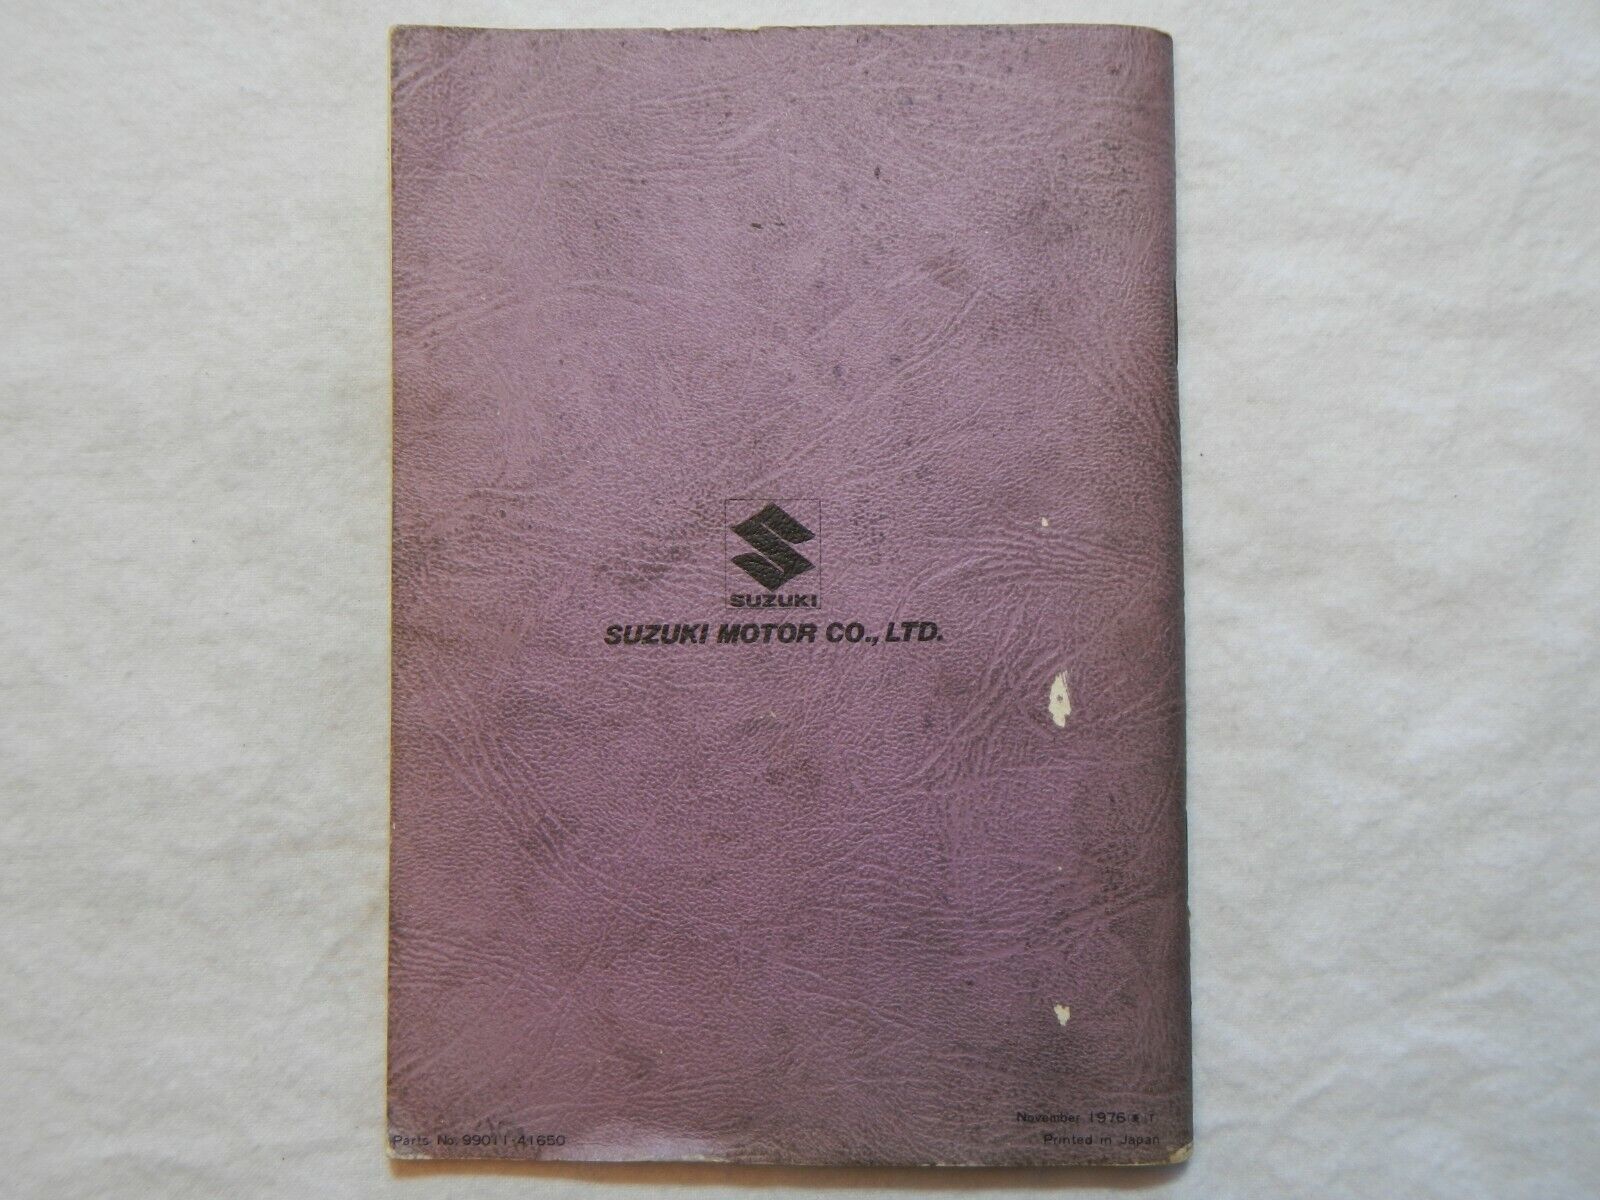 SUZUKI
SUZUKI MOTOR CO., LTD.
November 1976 T
Parts No. 99011-41650
Printed in Japan